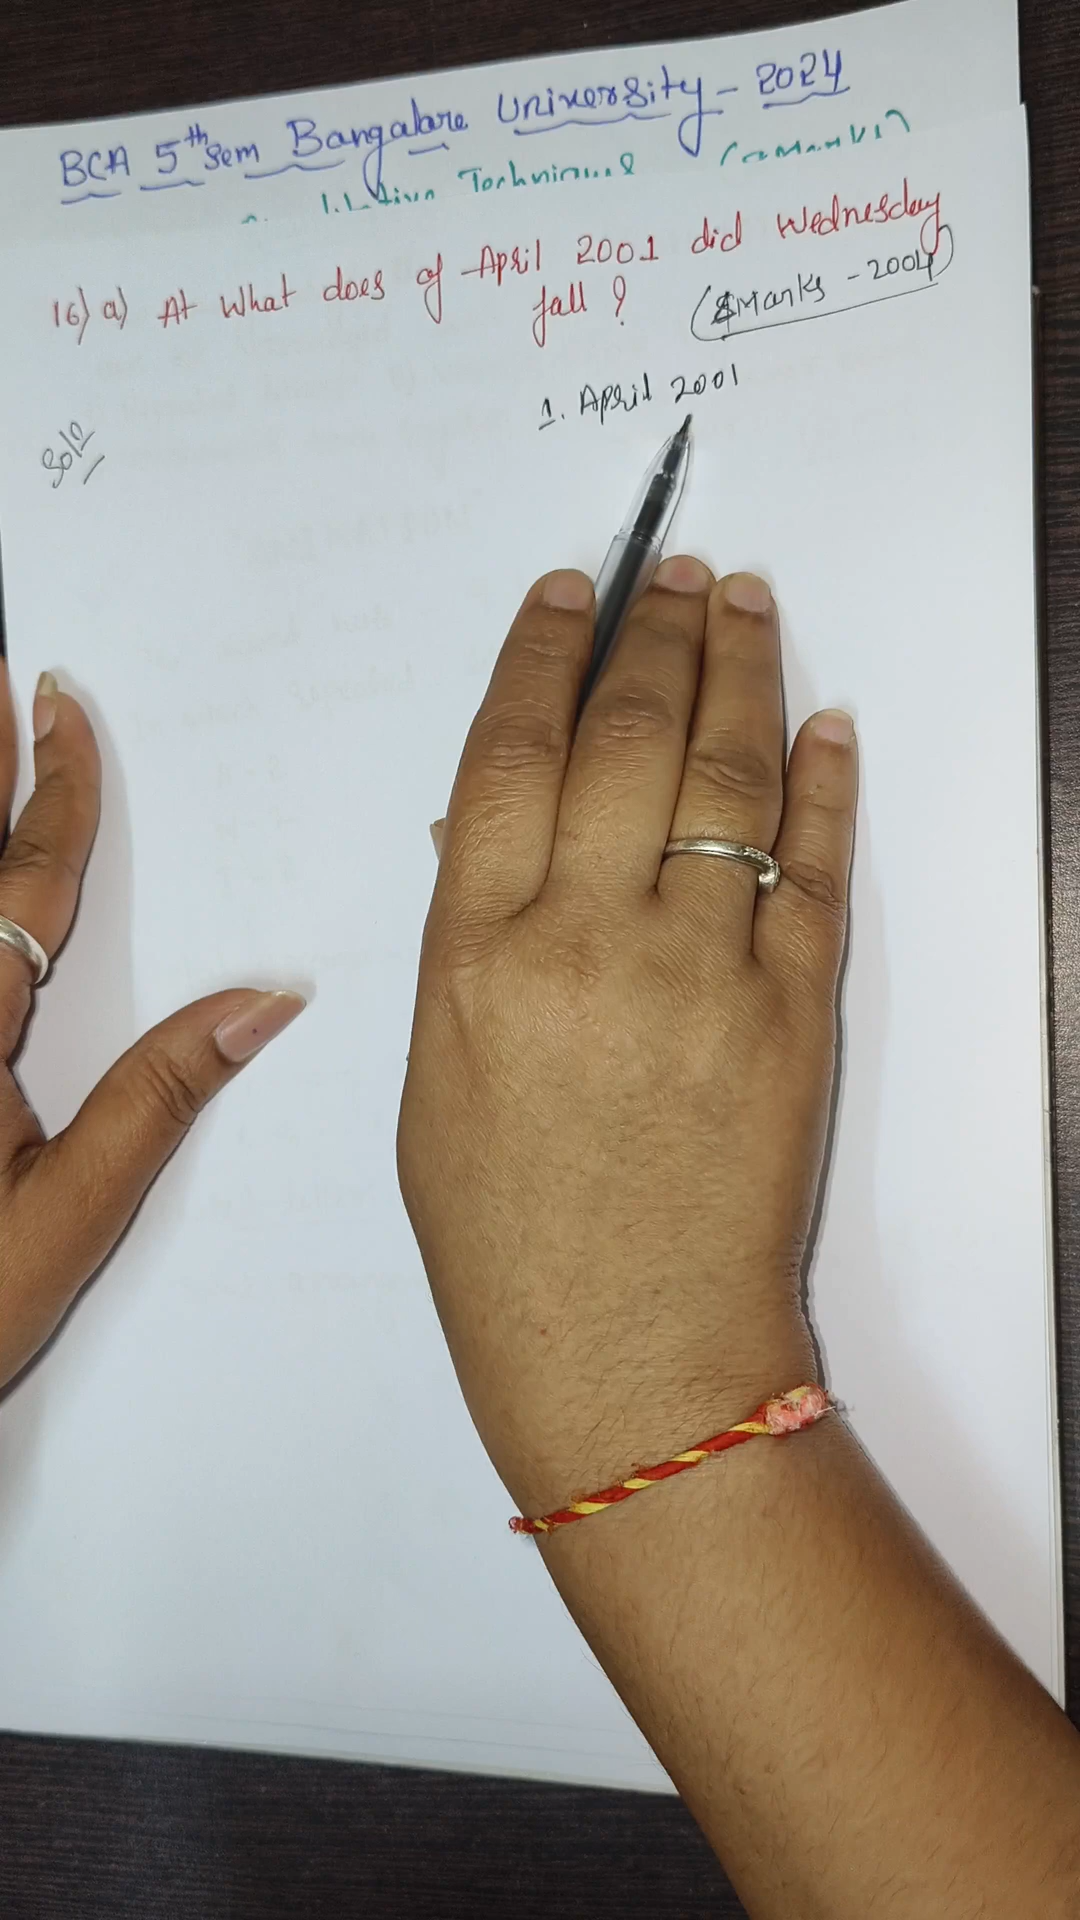 BCA 5th Sem Bangalore University - 2024
16) a) At What does of April 2001 did Wednesday
fall ? (4Marks - 2004)
Soln
1. April 2001